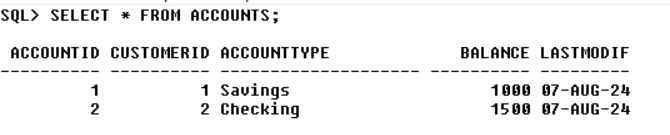 SQL> SELECT * FROM ACCOUNTS;
ACCOUNTID CUSTOMERID ACCOUNTTYPE BALANCE LASTMODIF
---------- ---------- -------------------- ---------- ---------
1 1 Savings 1000 07-AUG-24
2 2 Checking 1500 07-AUG-24